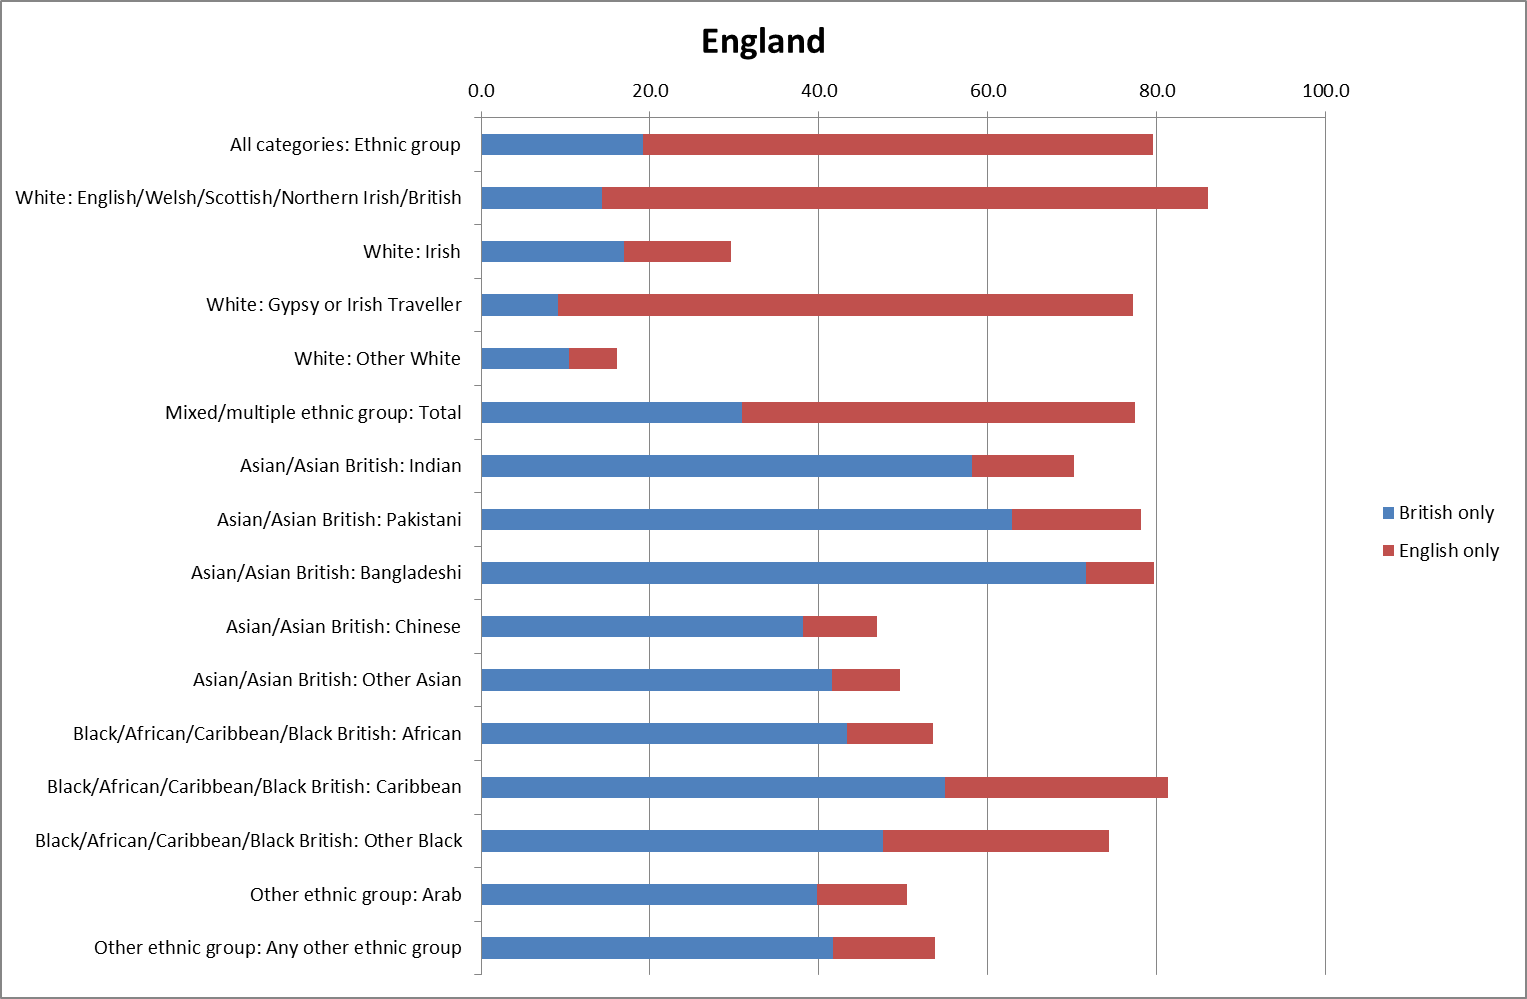 England
0.0 20.0 40.0 60.0 80.0 100.0
All categories: Ethnic group
White: English/Welsh/Scottish/Northern Irish/British
White: Irish
White: Gypsy or Irish Traveller
White: Other White
Mixed/multiple ethnic group: Total
Asian/Asian British: Indian
Asian/Asian British: Pakistani
Asian/Asian British: Bangladeshi
Asian/Asian British: Chinese
Asian/Asian British: Other Asian
Black/African/Caribbean/Black British: African
Black/African/Caribbean/Black British: Caribbean
Black/African/Caribbean/Black British: Other Black
Other ethnic group: Arab
Other ethnic group: Any other ethnic group
British only
English only